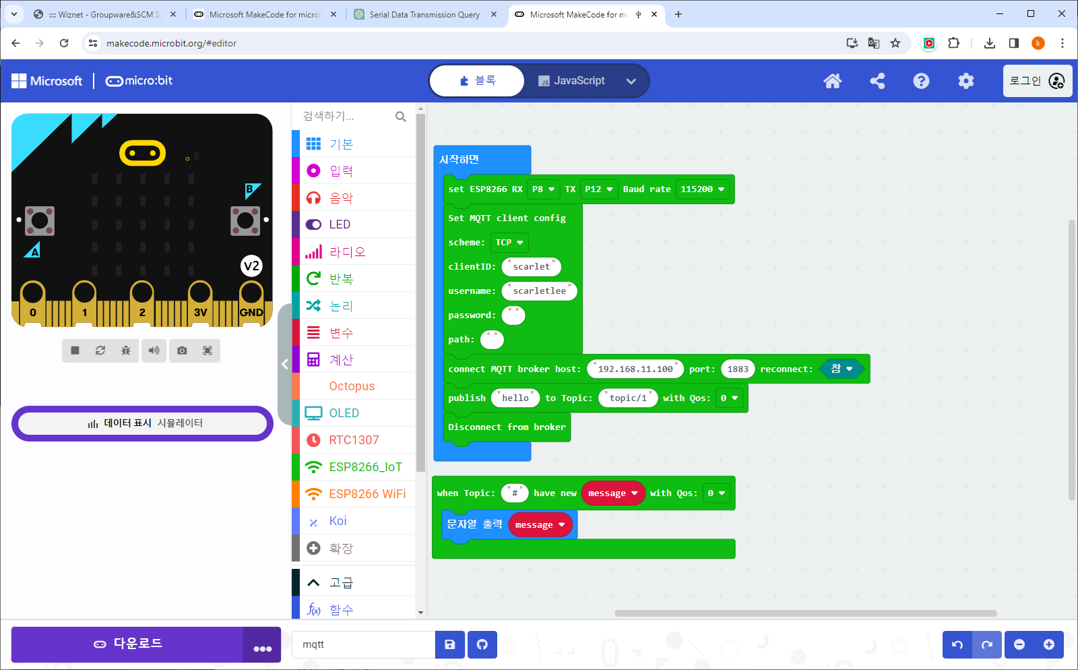 ::: Wiznet - Groupware&SCM S
Microsoft MakeCode for micro:
Serial Data Transmission Query
Microsoft MakeCode for mi
makecode.microbit.org/#editor
k
Microsoft
micro:bit
블록
JavaScript
로그인
A
B
V2
0
1
2
3V
GND
데이터 표시 시뮬레이터
검색하기...
기본
입력
음악
LED
라디오
반복
논리
변수
계산
Octopus
OLED
RTC1307
ESP8266_IoT
ESP8266 WiFi
Koi
확장
고급
f(x) 함수
시작하면
set ESP8266 RX P8 TX P12 Baud rate 115200
Set MQTT client config
scheme: TCP
clientID: "scarlet"
username: "scarletlee"
password: " "
path: " "
connect MQTT broker host: "192.168.11.100" port: 1883 reconnect: 참
publish "hello" to Topic: "topic/1" with Qos: 0
Disconnect from broker
when Topic: "#" have new message with Qos: 0
문자열 출력 message
다운로드
mqtt